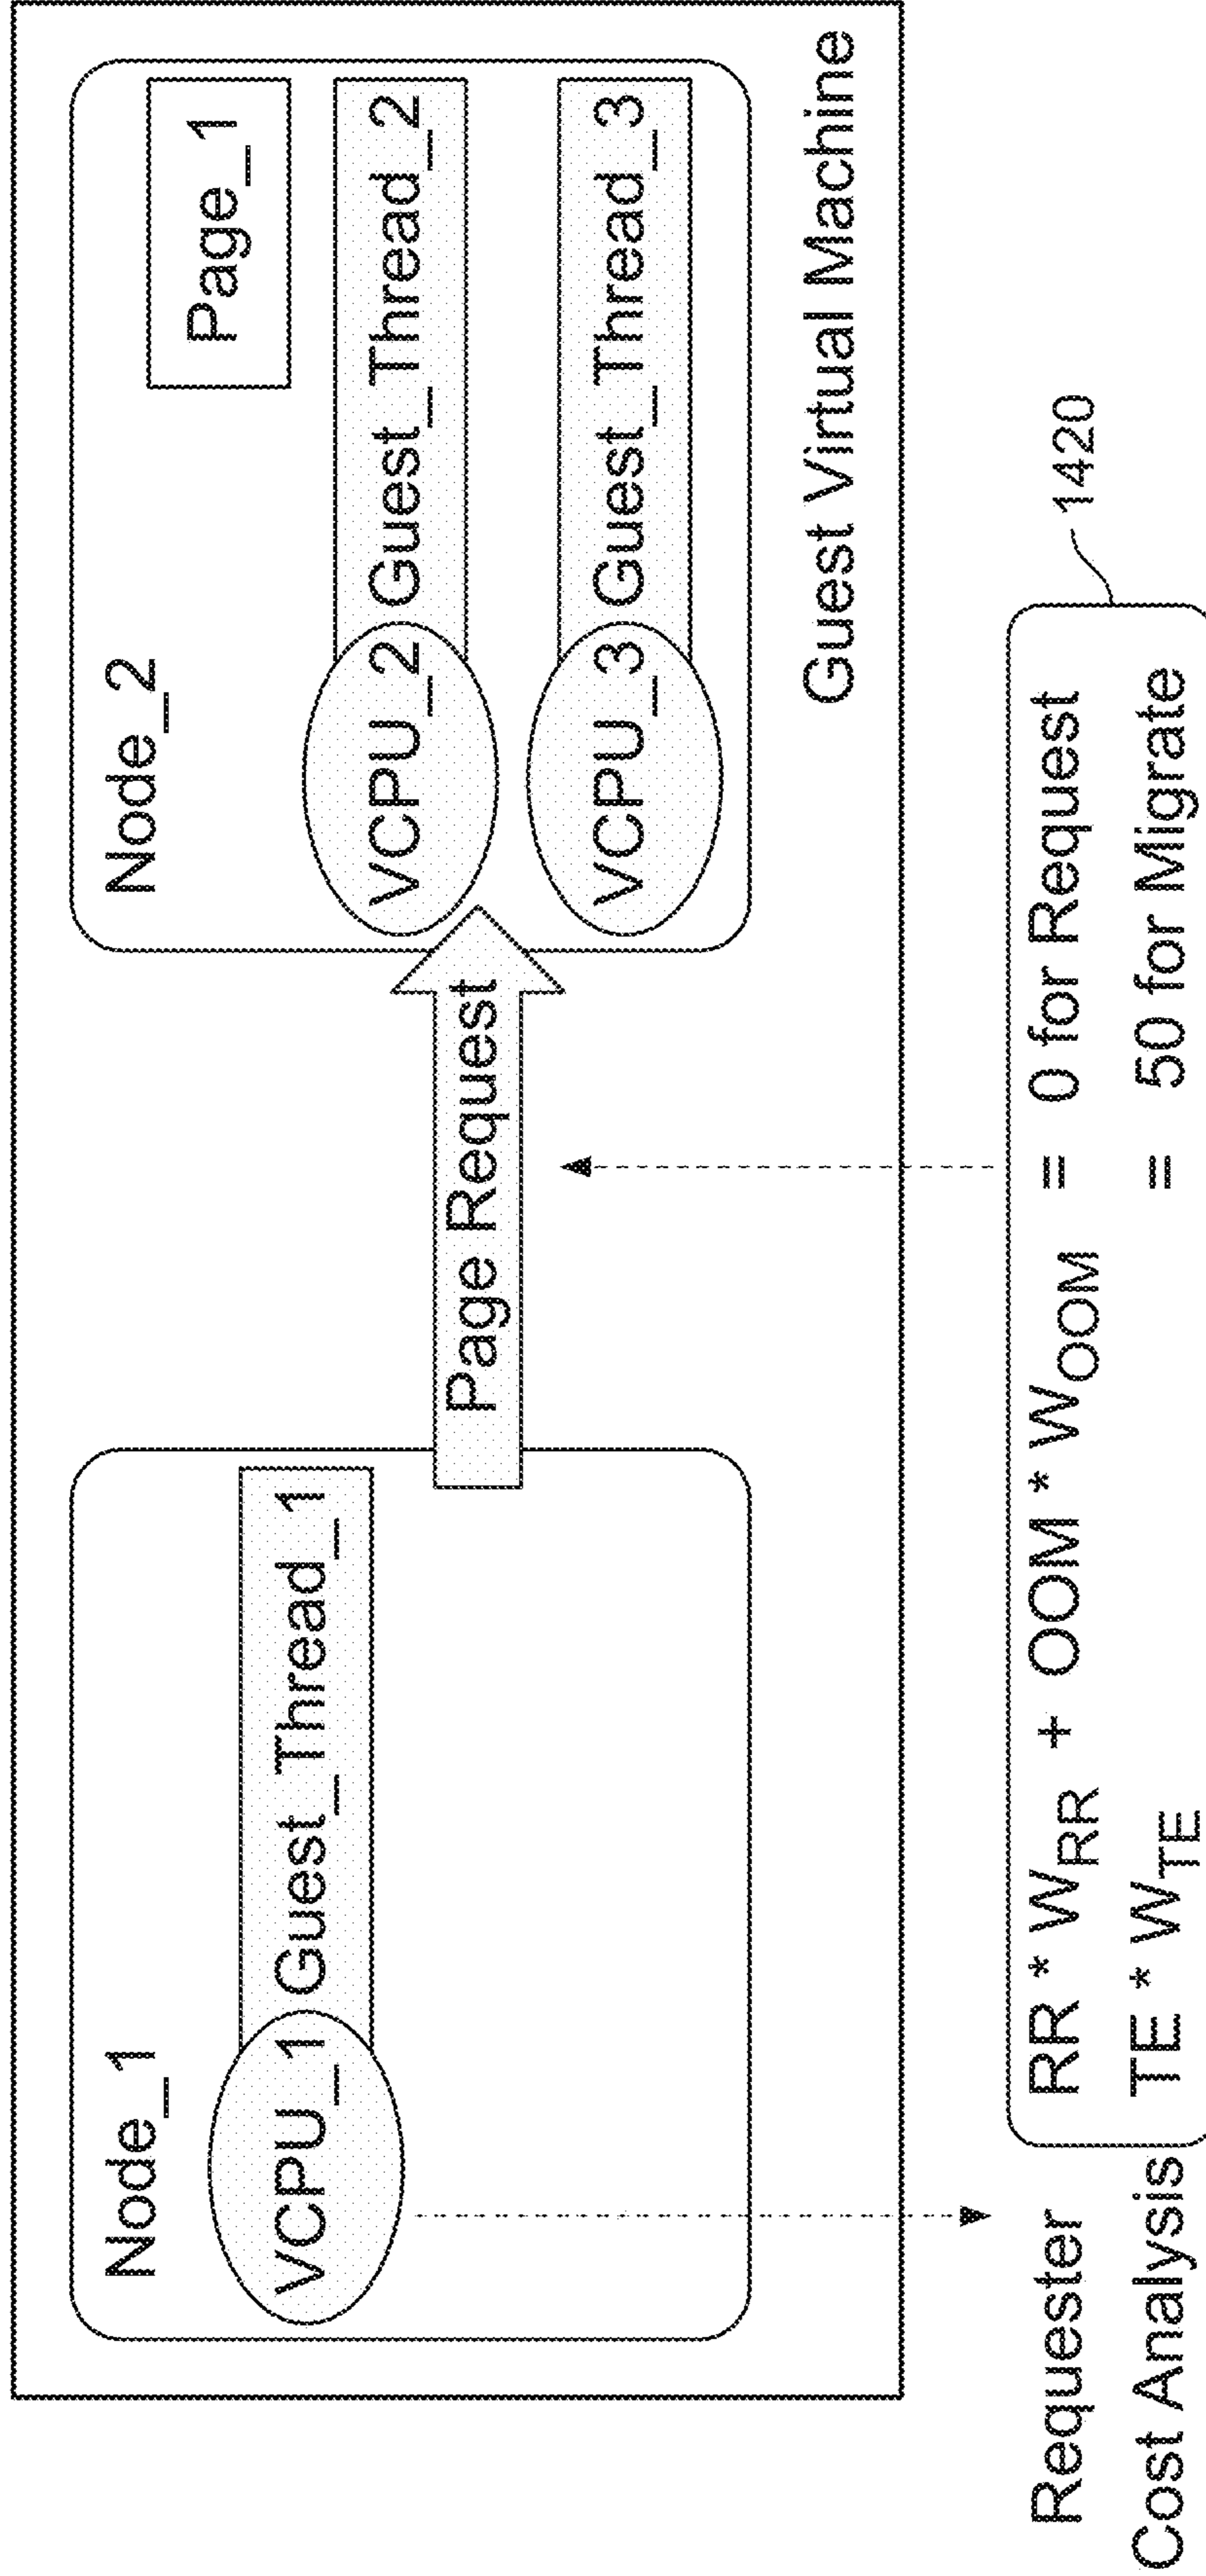 Node_1
VCPU_1 Guest_Thread_1
Page Request
Node_2
Page_1
VCPU_2 Guest_Thread_2
VCPU_3 Guest_Thread_3
Guest Virtual Machine
Requester
Cost Analysis
RR * W_RR + OOM * W_OOM = 0 for Request
TE * W_TE = 50 for Migrate
1420